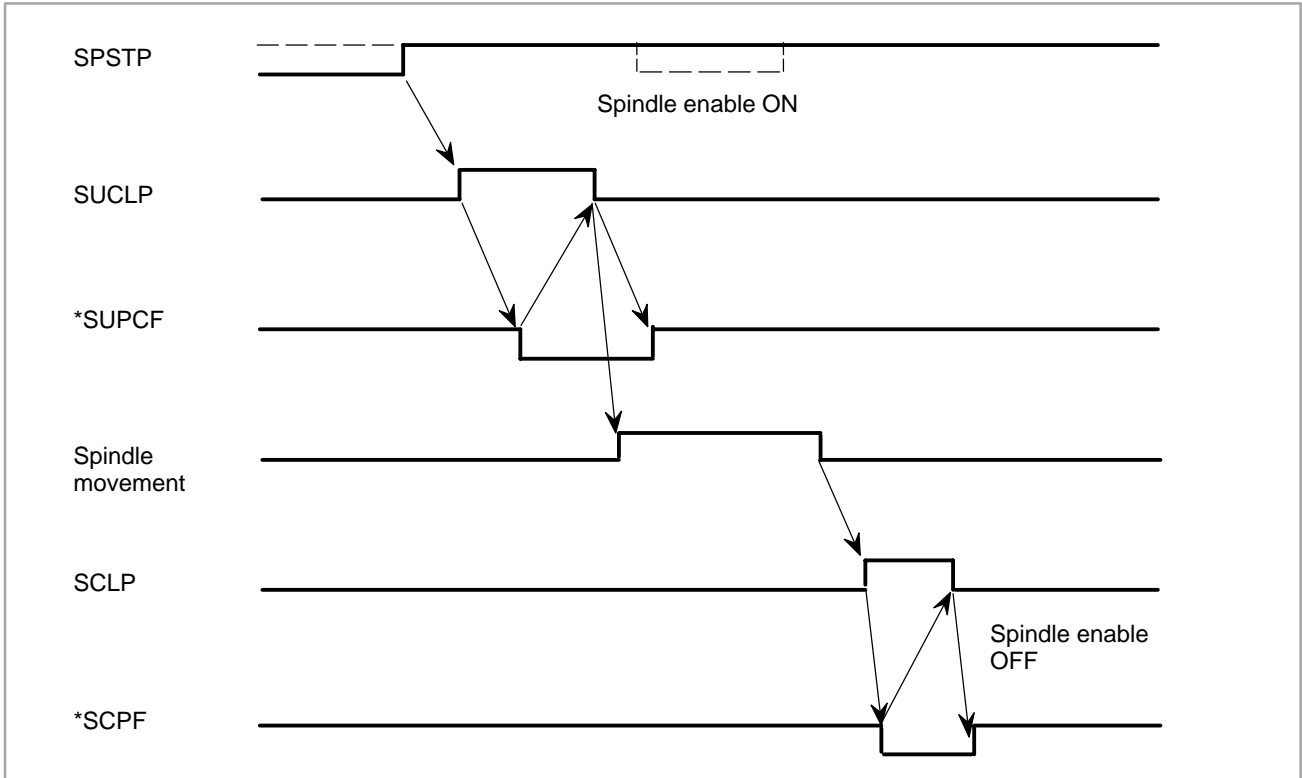 SPSTP
Spindle enable ON
SUCLP
*SUPCF
Spindle
movement
SCLP
Spindle enable
OFF
*SCPF